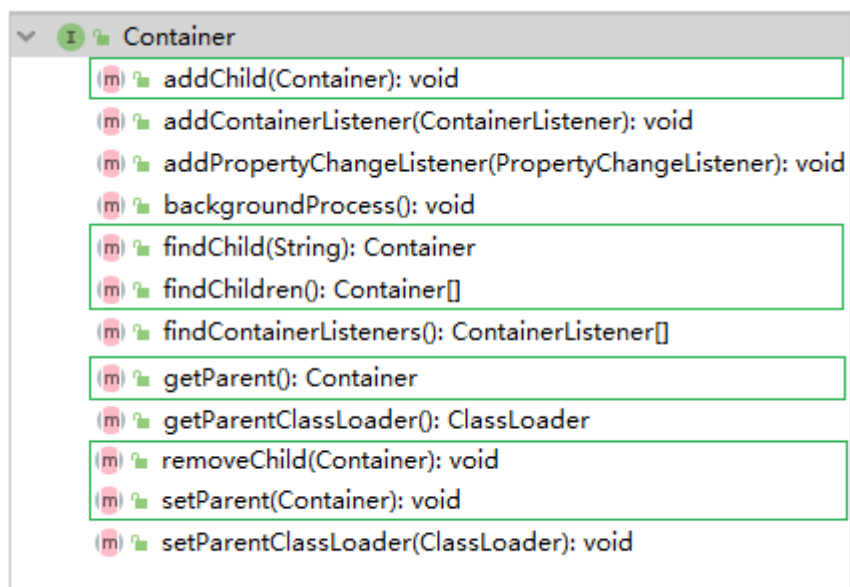 I Container
m addChild(Container): void
m addContainerListener(ContainerListener): void
m addPropertyChangeListener(PropertyChangeListener): void
m backgroundProcess(): void
m findChild(String): Container
m findChildren(): Container[]
m findContainerListeners(): ContainerListener[]
m getParent(): Container
m getParentClassLoader(): ClassLoader
m removeChild(Container): void
m setParent(Container): void
m setParentClassLoader(ClassLoader): void